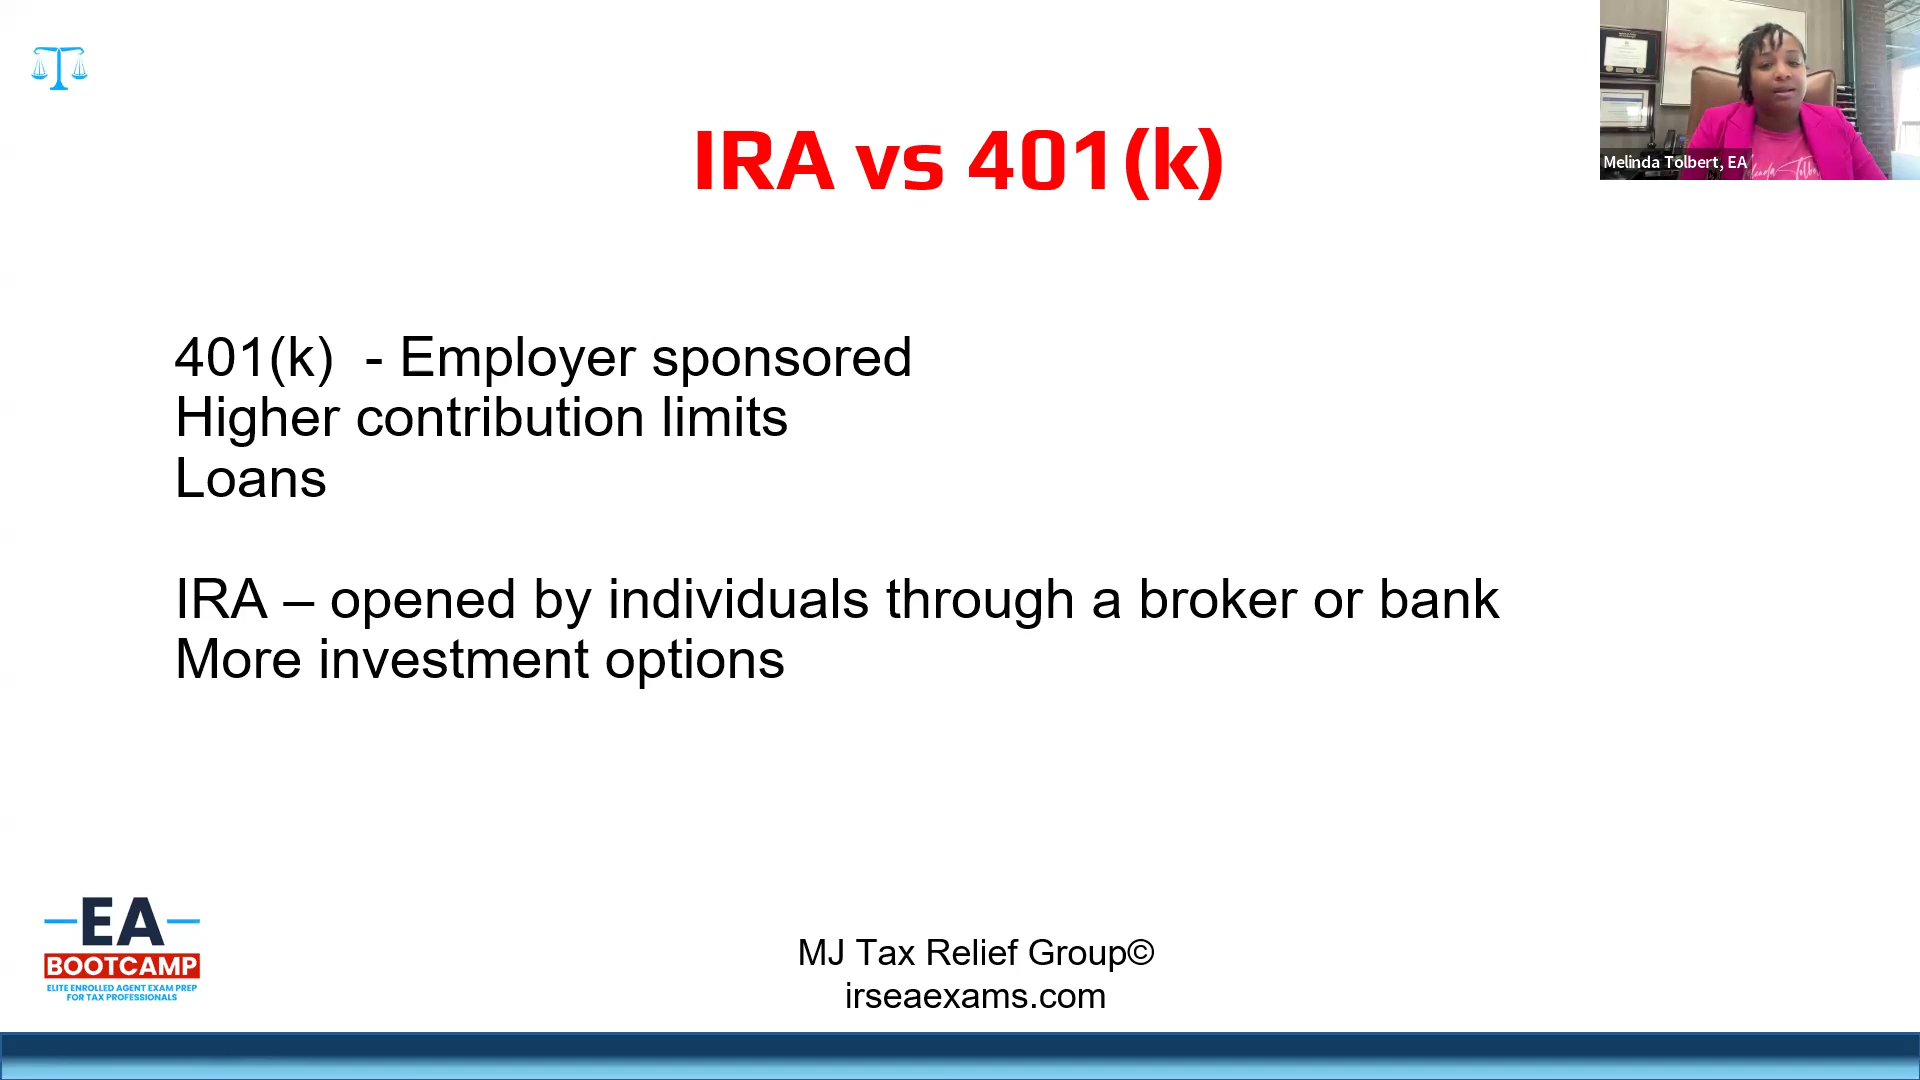 IRA vs 401(k)
Melinda Tolbert, EA
401(k) - Employer sponsored
Higher contribution limits
Loans
IRA – opened by individuals through a broker or bank
More investment options
EA
BOOTCAMP
ELITE ENROLLED AGENT EXAM PREP
FOR TAX PROFESSIONALS
MJ Tax Relief Group©
irseaexams.com